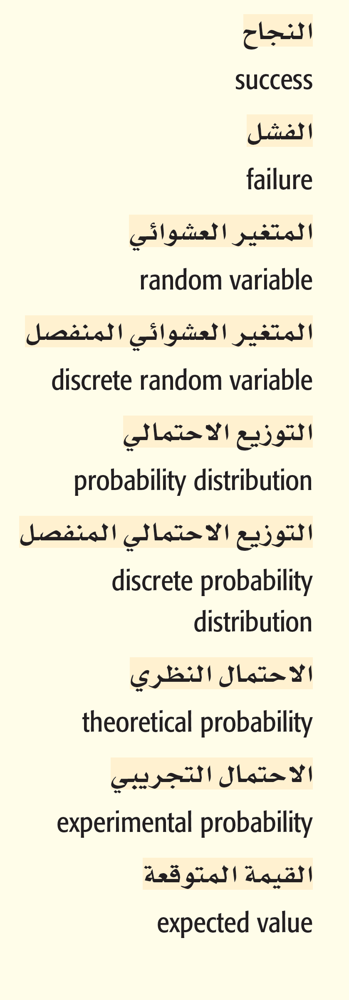 النجاح
success
الفشل
failure
المتغير العشوائي
random variable
المتغير العشوائي المنفصل
discrete random variable
التوزيع الاحتمالي
probability distribution
التوزيع الاحتمالي المنفصل
discrete probability
distribution
الاحتمال النظري
theoretical probability
الاحتمال التجريبي
experimental probability
القيمة المتوقعة
expected value